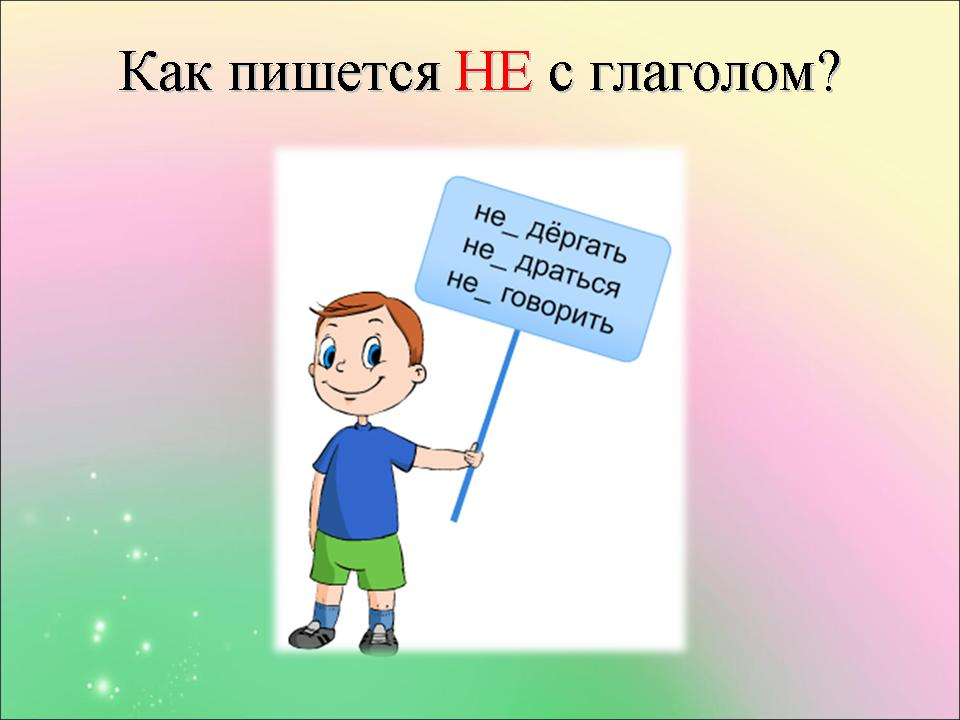 Как пишется НЕ с глаголом?
не_ дёргать
не_ драться
не_ говорить